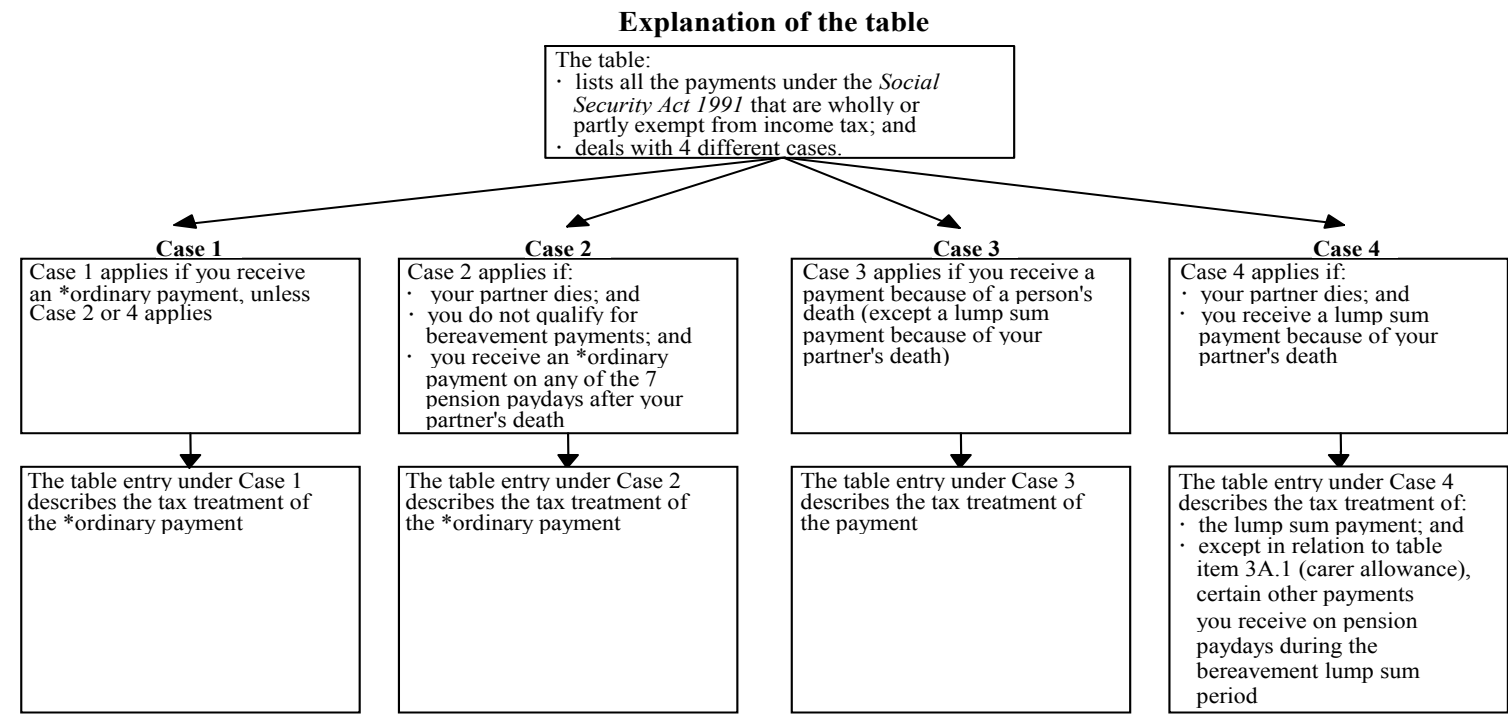 Explanation of the table
The table:
· lists all the payments under the Social
Security Act 1991 that are wholly or
partly exempt from income tax; and
· deals with 4 different cases.
Case 1
Case 1 applies if you receive
an *ordinary payment, unless
Case 2 or 4 applies
Case 2
Case 2 applies if:
· your partner dies; and
· you do not qualify for
bereavement payments; and
· you receive an *ordinary
payment on any of the 7
pension paydays after your
partner's death
Case 3
Case 3 applies if you receive a
payment because of a person's
death (except a lump sum
payment because of your
partner's death)
Case 4
Case 4 applies if:
· your partner dies; and
· you receive a lump sum
payment because of your
partner's death
The table entry under Case 1
describes the tax treatment of
the *ordinary payment
The table entry under Case 2
describes the tax treatment of
the *ordinary payment
The table entry under Case 3
describes the tax treatment of
the payment
The table entry under Case 4
describes the tax treatment of:
· the lump sum payment; and
· except in relation to table
item 3A.1 (carer allowance),
certain other payments
you receive on pension
paydays during the
bereavement lump sum
period